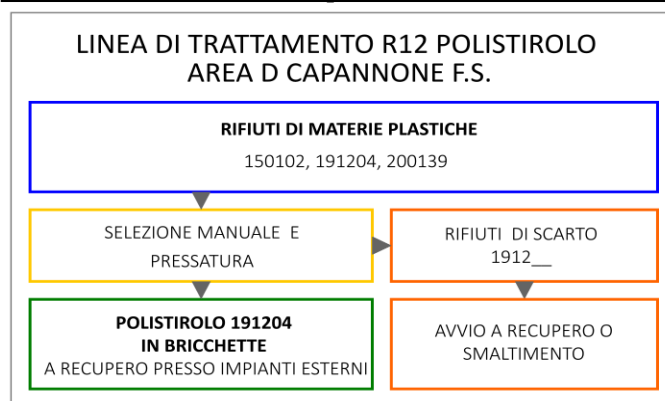 LINEA DI TRATTAMENTO R12 POLISTIROLO
AREA D CAPANNONE F.S.
RIFIUTI DI MATERIE PLASTICHE
150102, 191204, 200139
SELEZIONE MANUALE E
PRESSATURA
RIFIUTI DI SCARTO
1912__
POLISTIROLO 191204
IN BRICCHETTE
A RECUPERO PRESSO IMPIANTI ESTERNI
AVVIO A RECUPERO O
SMALTIMENTO